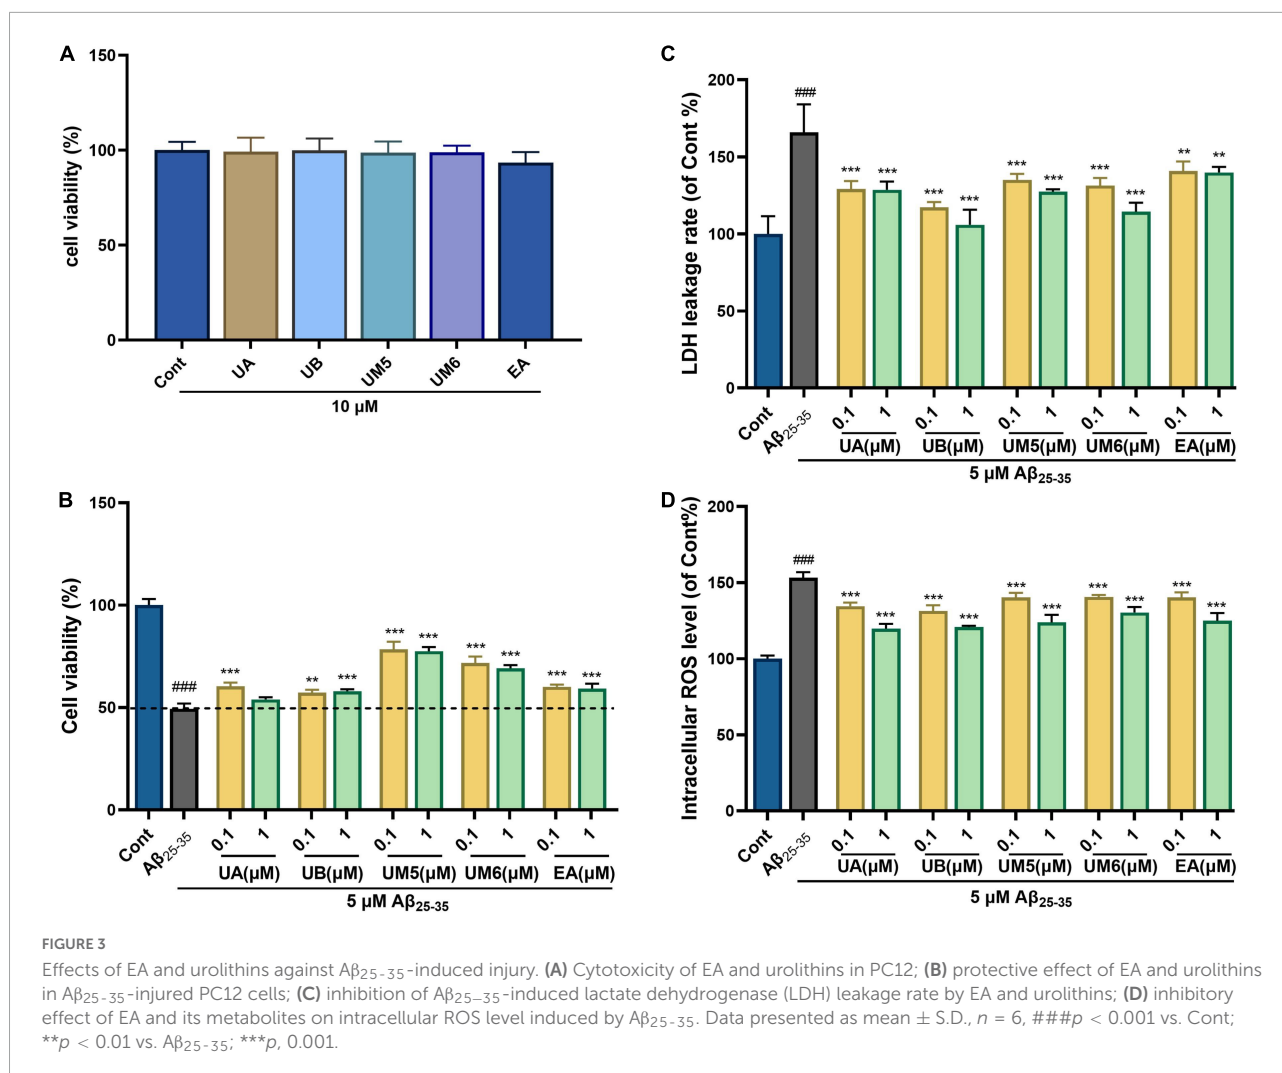 A
150
100
50
0
cell viability (%)
Cont
UA
UB
UM5
UM6
EA
10 µM
B
150
100
50
0
Cell viability (%)
###
***
**
***
***
***
***
***
***
***
Cont
Aβ25-35
0.1
1
0.1
1
0.1
1
0.1
1
0.1
1
UA(µM)
UB(µM)
UM5(µM)
UM6(µM)
EA(µM)
5 µM Aβ25-35
C
200
150
100
50
0
LDH leakage rate (of Cont %)
###
***
***
***
***
***
***
***
***
**
**
Cont
Aβ25-35
0.1
1
0.1
1
0.1
1
0.1
1
0.1
1
UA(µM)
UB(µM)
UM5(µM)
UM6(µM)
EA(µM)
5 µM Aβ25-35
D
200
150
100
50
0
Intracellular ROS level (of Cont%)
###
***
***
***
***
***
***
***
***
***
***
Cont
Aβ25-35
0.1
1
0.1
1
0.1
1
0.1
1
0.1
1
UA(µM)
UB(µM)
UM5(µM)
UM6(µM)
EA(µM)
5 µM Aβ25-35
FIGURE 3
Effects of EA and urolithins against Aβ25-35-induced injury. (A) Cytotoxicity of EA and urolithins in PC12; (B) protective effect of EA and urolithins
in Aβ25-35-injured PC12 cells; (C) inhibition of Aβ25–35-induced lactate dehydrogenase (LDH) leakage rate by EA and urolithins; (D) inhibitory
effect of EA and its metabolites on intracellular ROS level induced by Aβ25-35. Data presented as mean ± S.D., n = 6, ###p < 0.001 vs. Cont;
**p < 0.01 vs. Aβ25-35; ***p, 0.001.